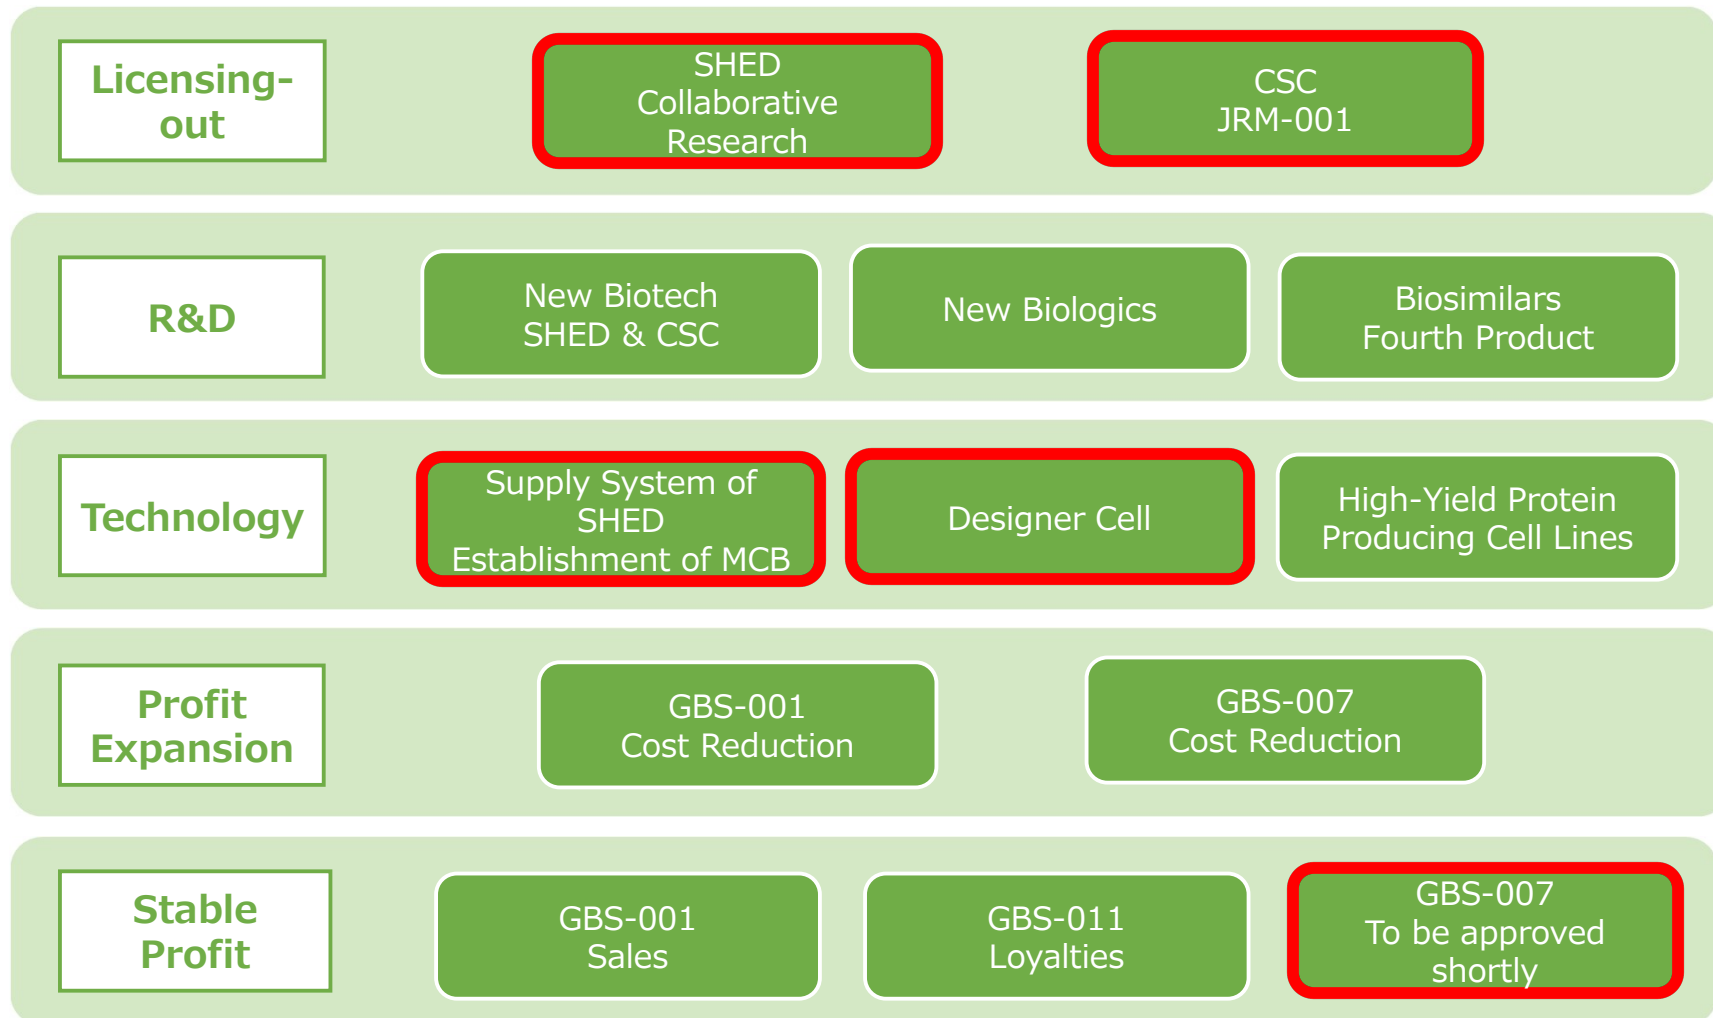 Licensing-
out
SHED
Collaborative
Research
CSC
JRM-001
R&D
New Biotech
SHED & CSC
New Biologics
Biosimilars
Fourth Product
Technology
Supply System of
SHED
Establishment of MCB
Designer Cell
High-Yield Protein
Producing Cell Lines
Profit
Expansion
GBS-001
Cost Reduction
GBS-007
Cost Reduction
Stable
Profit
GBS-001
Sales
GBS-011
Loyalties
GBS-007
To be approved
shortly